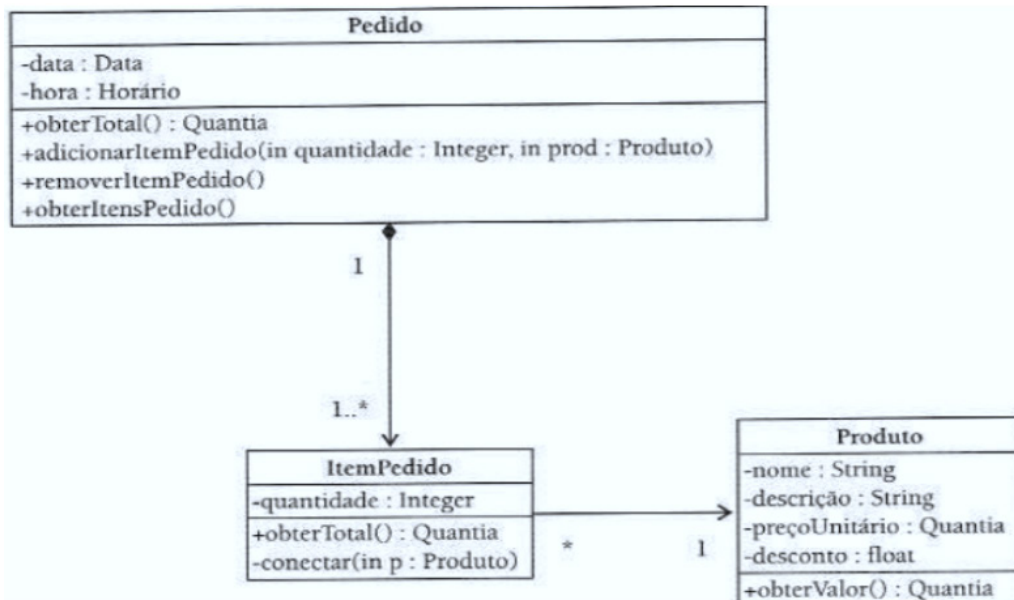 Pedido
-data : Data
-hora : Horário
+obterTotal() : Quantia
+adicionarItemPedido(in quantidade : Integer, in prod : Produto)
+removerItemPedido()
+obterItensPedido()
1
1..*
ItemPedido
-quantidade : Integer
+obterTotal() : Quantia
-conectar(in p : Produto)
*
1
Produto
-nome : String
-descrição : String
-preçoUnitário : Quantia
-desconto : float
+obterValor() : Quantia